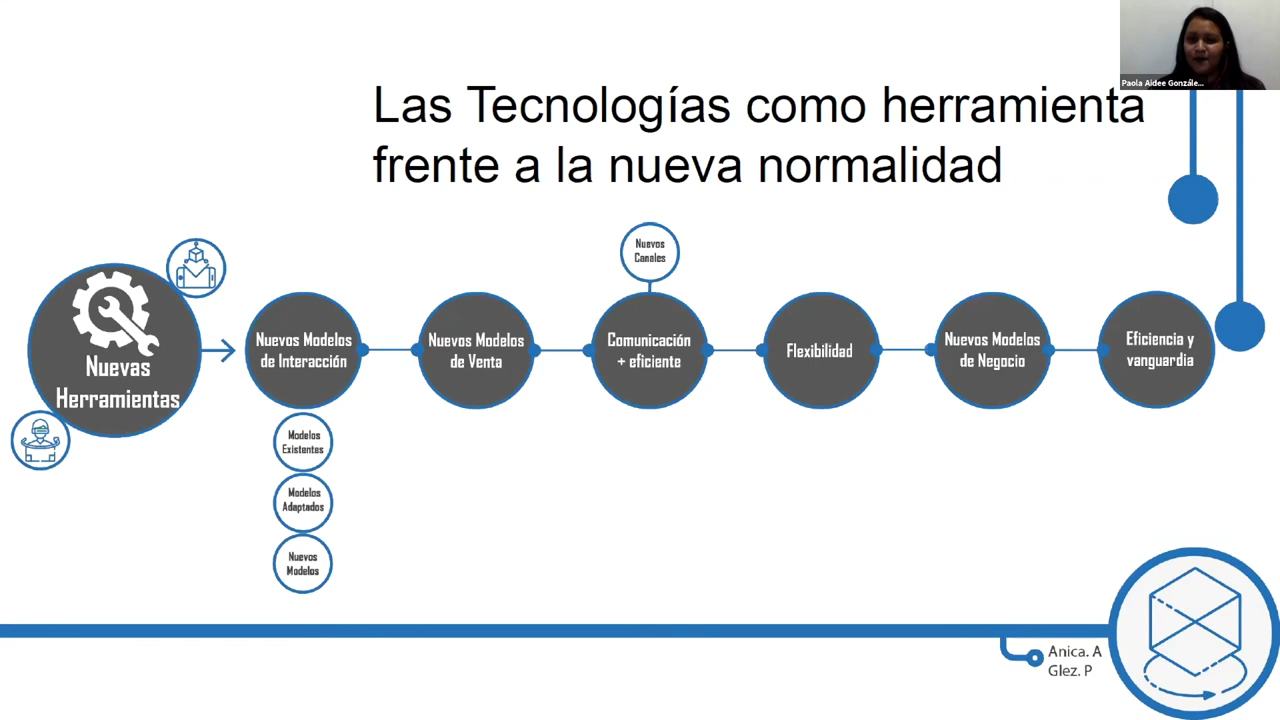 Paola Aidee Gonzále...
Las Tecnologías como herramienta
frente a la nueva normalidad
Nuevos
Canales
Nuevas
Herramientas
Nuevos Modelos
de Interacción
Nuevos Modelos
de Venta
Comunicación
+ eficiente
Flexibilidad
Nuevos Modelos
de Negocio
Eficiencia y
vanguardia
Modelos
Existentes
Modelos
Adaptados
Nuevos
Modelos
Anica. A
Glez. P